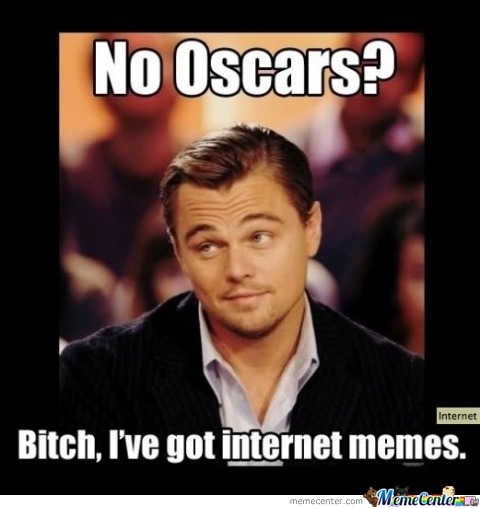 No Oscars?
Internet
Bitch, I've got internet memes.
memecenter.com MemeCenter